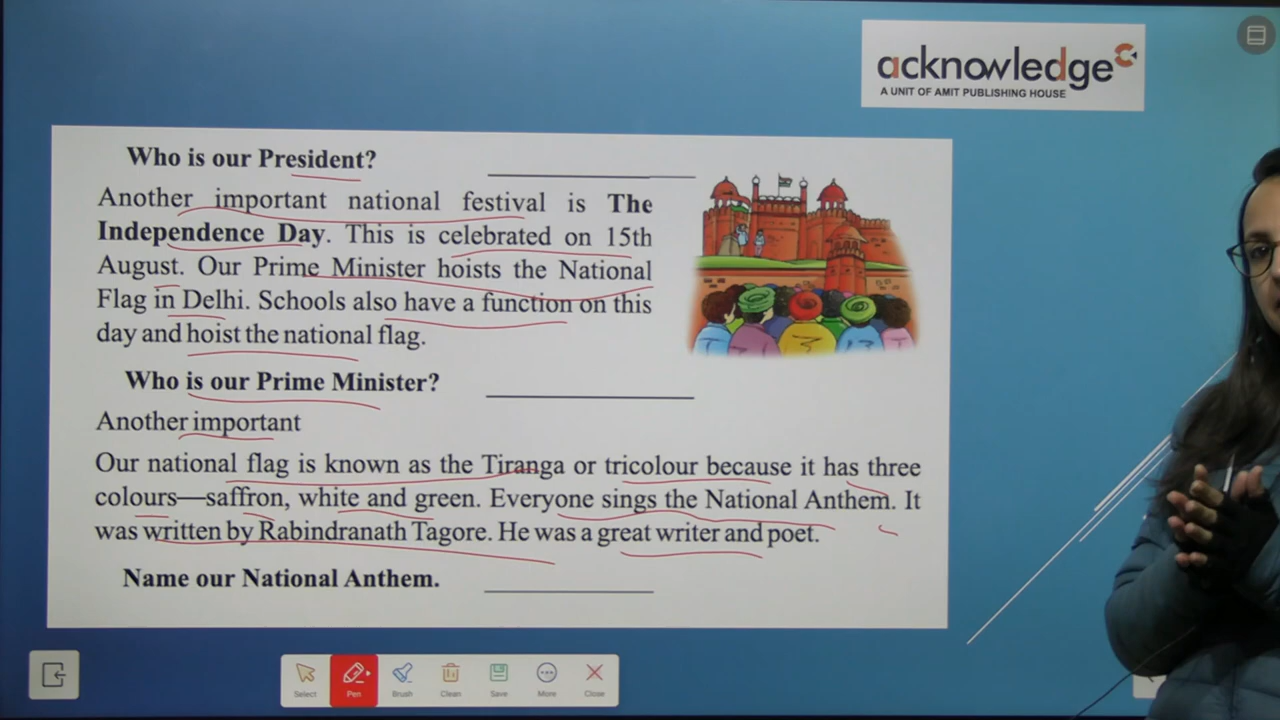 acknowledge
A UNIT OF AMIT PUBLISHING HOUSE
Who is our President?
Another important national festival is The
Independence Day. This is celebrated on 15th
August. Our Prime Minister hoists the National
Flag in Delhi. Schools also have a function on this
day and hoist the national flag.
Who is our Prime Minister?
Another important
Our national flag is known as the Tiranga or tricolour because it has three
colours—saffron, white and green. Everyone sings the National Anthem. It
was written by Rabindranath Tagore. He was a great writer and poet.
Name our National Anthem.
Select Pen Brush Clean Save More Close